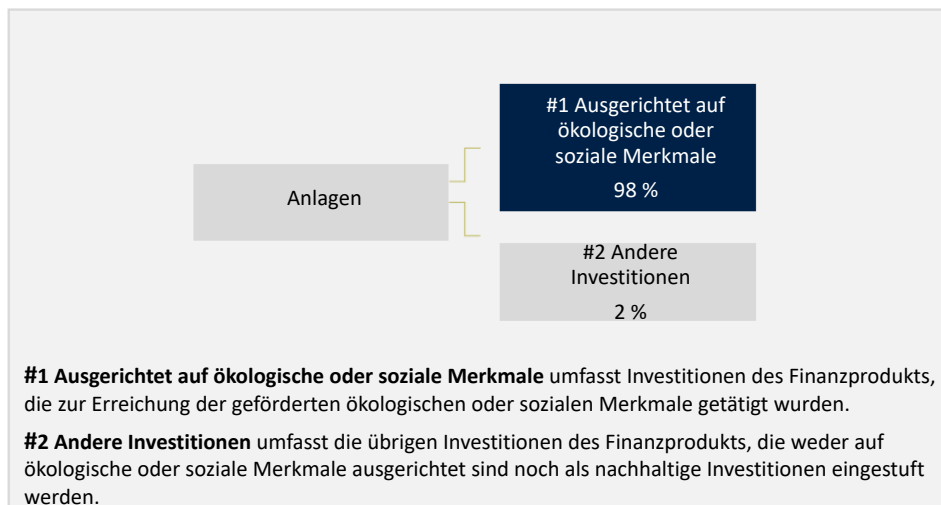 #1 Ausgerichtet auf
ökologische oder
soziale Merkmale
98 %
Anlagen
#2 Andere
Investitionen
2 %
#1 Ausgerichtet auf ökologische oder soziale Merkmale umfasst Investitionen des Finanzprodukts,
die zur Erreichung der geförderten ökologischen oder sozialen Merkmale getätigt wurden.
#2 Andere Investitionen umfasst die übrigen Investitionen des Finanzprodukts, die weder auf
ökologische oder soziale Merkmale ausgerichtet sind noch als nachhaltige Investitionen eingestuft
werden.